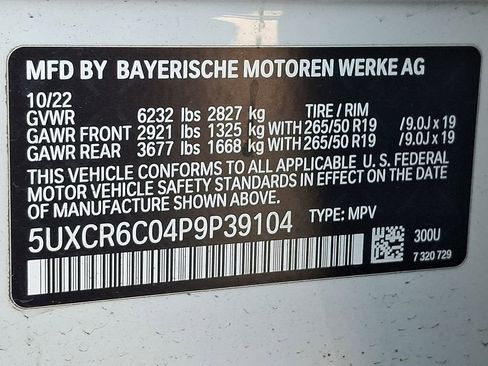 MFD BY BAYERISCHE MOTOREN WERKE AG
10/22
GVWR 6232 lbs 2827 kg TIRE / RIM
GAWR FRONT 2921 lbs 1325 kg WITH 265/50 R19 /9.0J x 19
GAWR REAR 3677 lbs 1668 kg WITH 265/50 R19 /9.0J x 19
THIS VEHICLE CONFORMS TO ALL APPLICABLE U. S. FEDERAL
MOTOR VEHICLE SAFETY STANDARDS IN EFFECT ON THE DATE
OF MANUFACTURE SHOWN ABOVE.
5UXCR6C04P9P39104 TYPE: MPV
300U
7 320 729